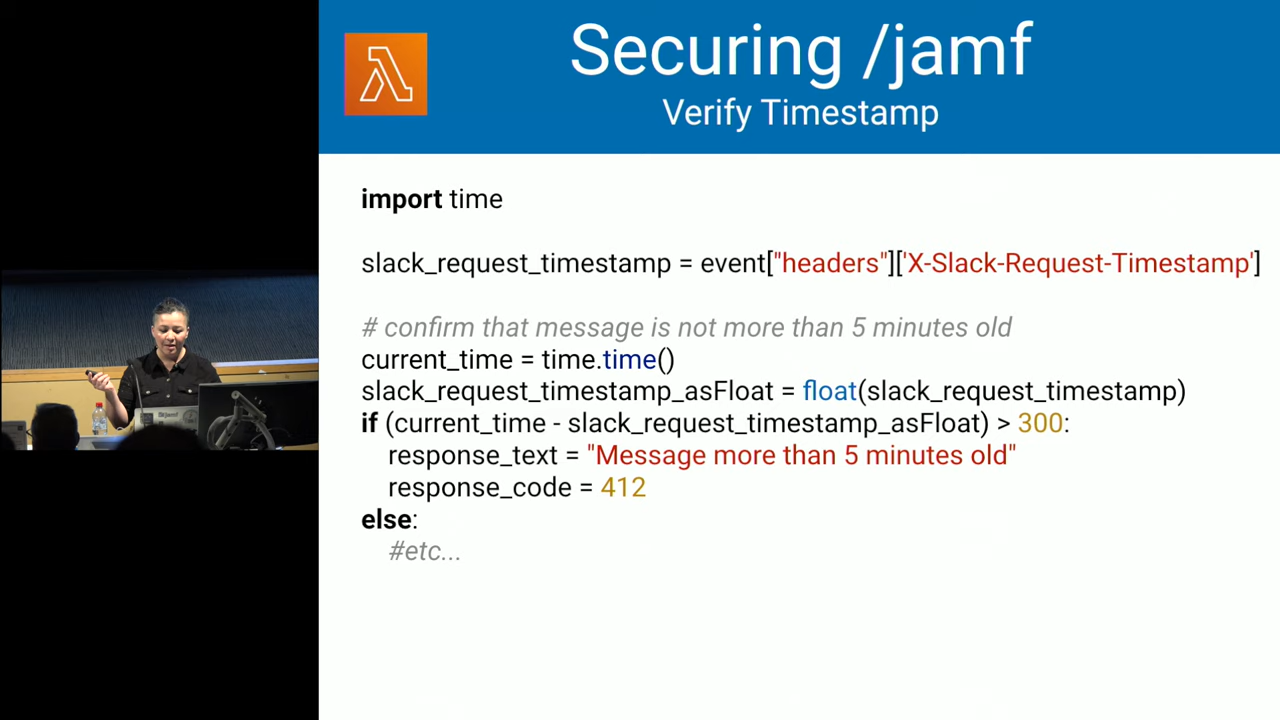 Securing /jamf
Verify Timestamp
import time
slack_request_timestamp = event["headers"]['X-Slack-Request-Timestamp']
# confirm that message is not more than 5 minutes old
current_time = time.time()
slack_request_timestamp_asFloat = float(slack_request_timestamp)
if (current_time - slack_request_timestamp_asFloat) > 300:
response_text = "Message more than 5 minutes old"
response_code = 412
else:
#etc...
jamf